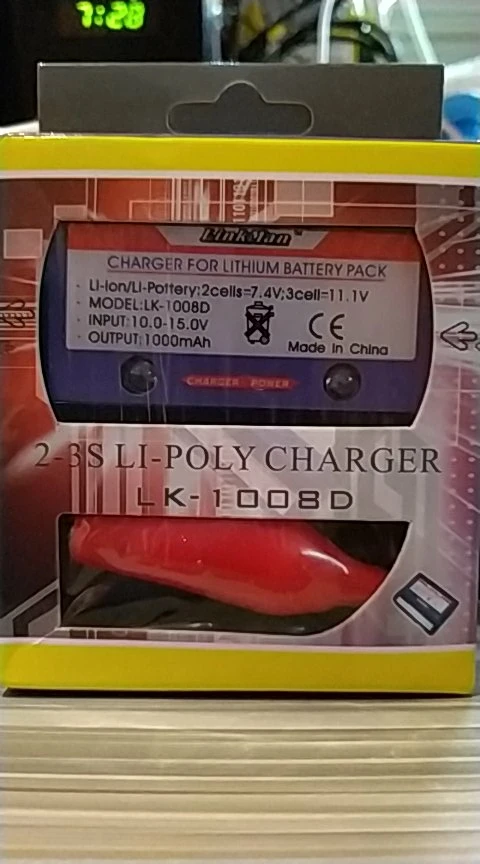 7:28
LinkMan™
CHARGER FOR LITHIUM BATTERY PACK
· Li-ion/Li-Pottery:2cells=7.4V;3cell=11.1V
· MODEL:LK-1008D
· INPUT:10.0-15.0V
· OUTPUT:1000mAh
CE
Made in China
CHARGER POWER
2-3S LI-POLY CHARGER
LK-1008D